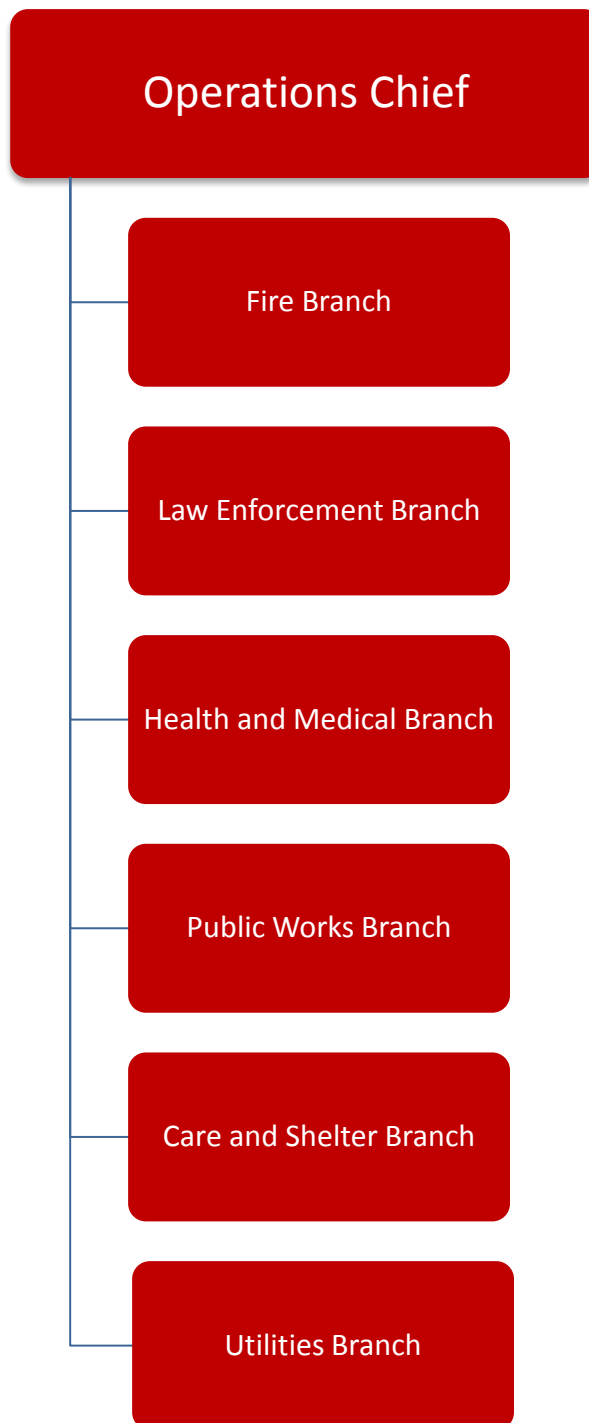 Operations Chief
Fire Branch
Law Enforcement Branch
Health and Medical Branch
Public Works Branch
Care and Shelter Branch
Utilities Branch